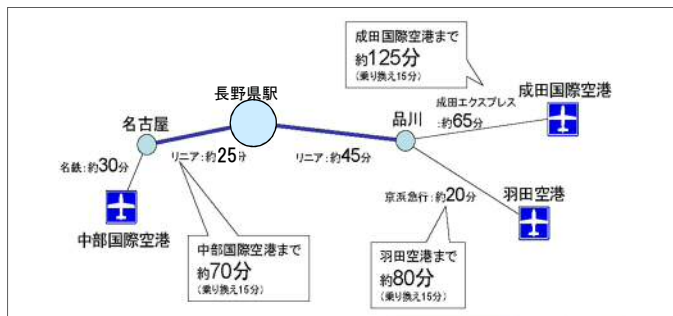 成田国際空港まで
約125分
(乗り換え15分)
長野県駅
成田エクスプレス
:約65分
成田国際空港
名古屋
品川
名鉄:約30分
リニア:約25分
リニア:約45分
京浜急行:約20分
羽田空港
中部国際空港
中部国際空港まで
約70分
(乗り換え15分)
羽田空港まで
約80分
(乗り換え15分)